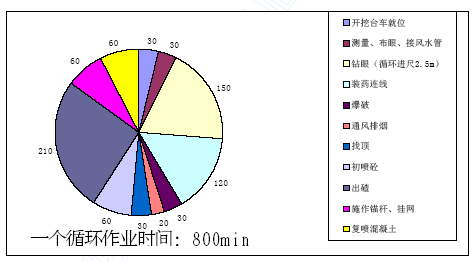 30
30
150
120
30
20
30
60
210
60
60
一个循环作业时间: 800min
开挖台车就位
测量、布眼、接风水管
钻眼（循环进尺2.3m）
装药连线
爆破
通风排烟
找顶
初喷砼
出碴
施作锚杆、挂网
复喷混凝土